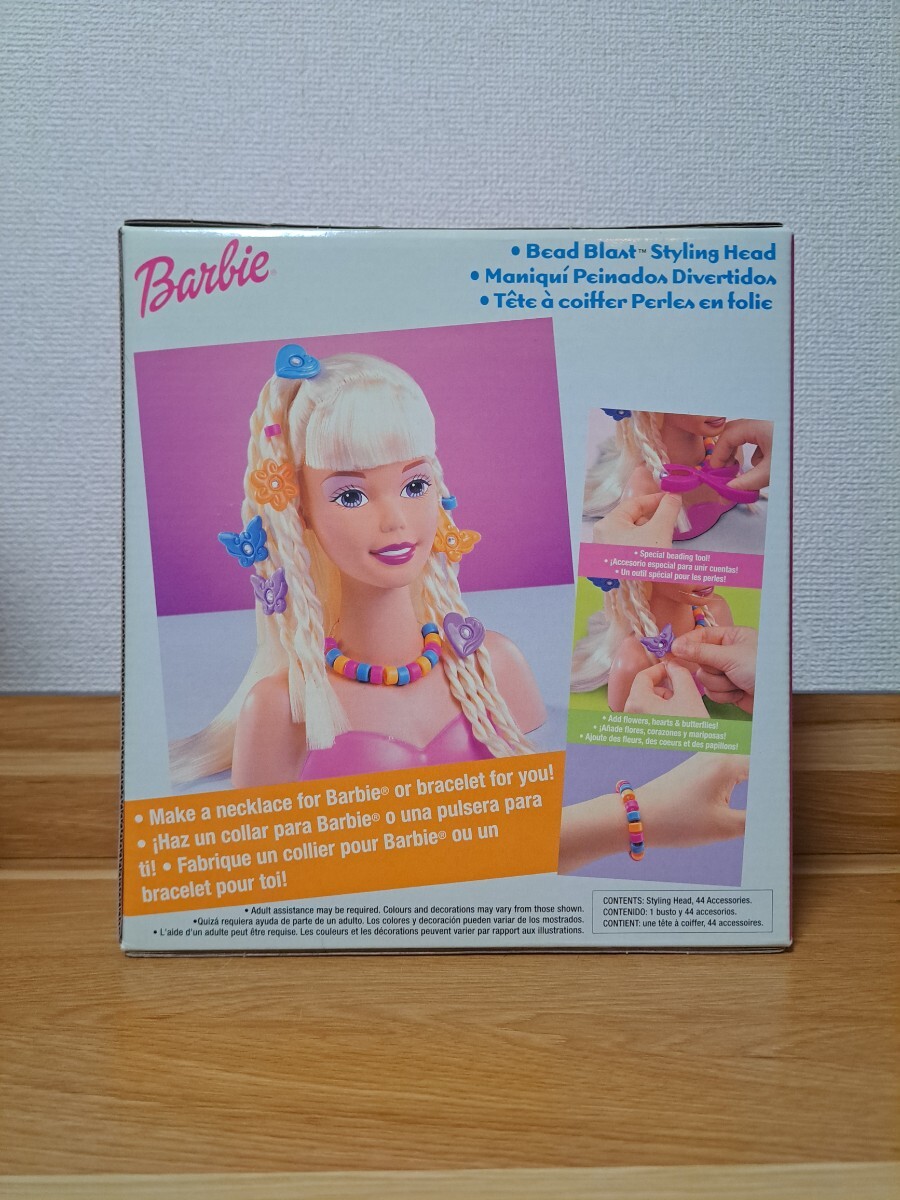 Barbie®
• Bead Blast™ Styling Head
• Maniquí Peinados Divertidos
• Tête à coiffer Perles en folie
• Special beading tool!
• ¡Accesorio especial para unir cuentas!
• Un outil spécial pour les perles!
• Add flowers, hearts & butterflies!
• ¡Añade flores, corazones y mariposas!
• Ajoute des fleurs, des coeurs et des papillons!
• Make a necklace for Barbie® or bracelet for you!
• ¡Haz un collar para Barbie® o una pulsera para
ti! • Fabrique un collier pour Barbie® ou un
bracelet pour toi!
• Adult assistance may be required. Colours and decorations may vary from those shown.
•Quizá requiera ayuda de parte de un adulto. Los colores y decoración pueden variar de los mostrados.
• L'aide d'un adulte peut être requise. Les couleurs et les décorations peuvent varier par rapport aux illustrations.
CONTENTS: Styling Head, 44 Accessories.
CONTENIDO: 1 busto y 44 accesorios.
CONTIENT: une tête à coiffer, 44 accessoires.